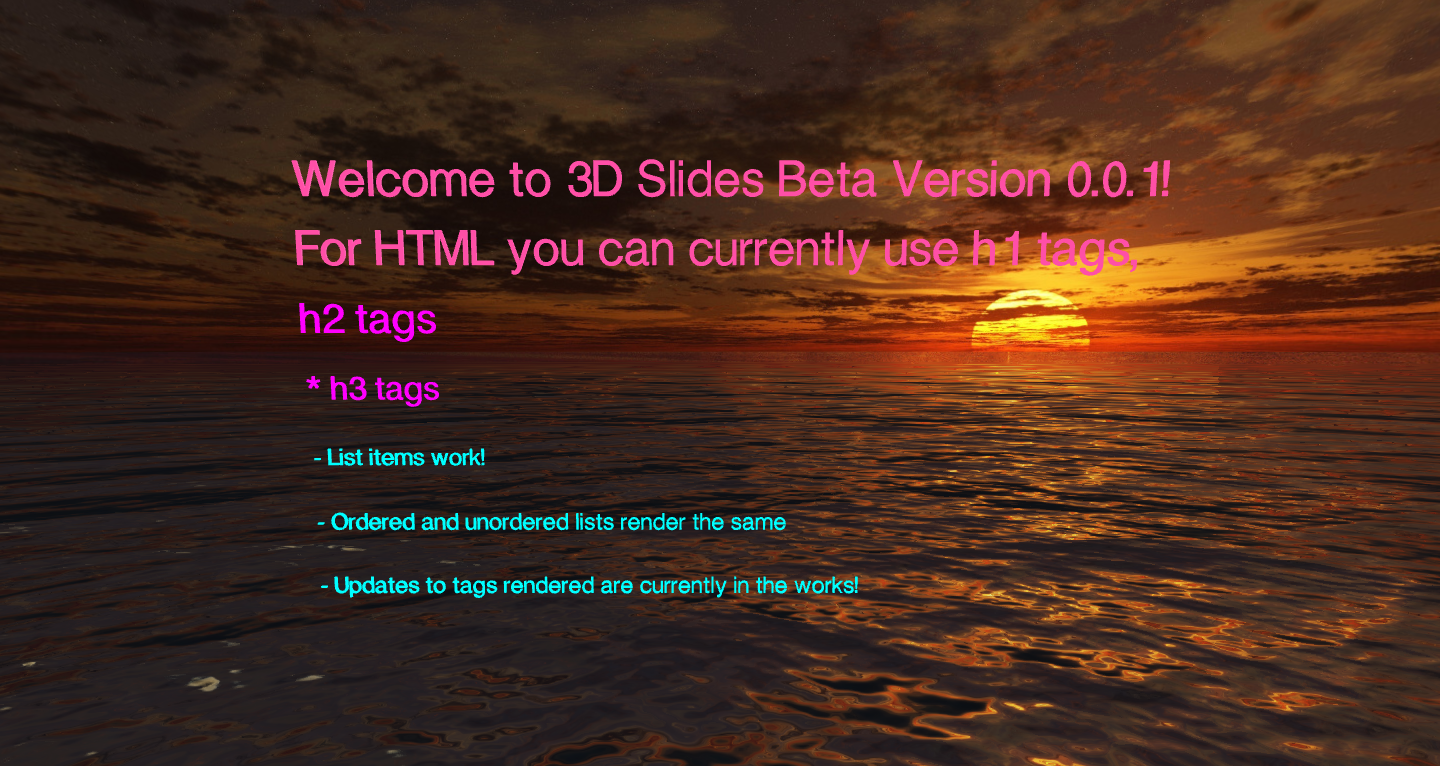 Welcome to 3D Slides Beta Version 0.0.1!
For HTML you can currently use h1 tags,
h2 tags
* h3 tags
- List items work!
- Ordered and unordered lists render the same
- Updates to tags rendered are currently in the works!